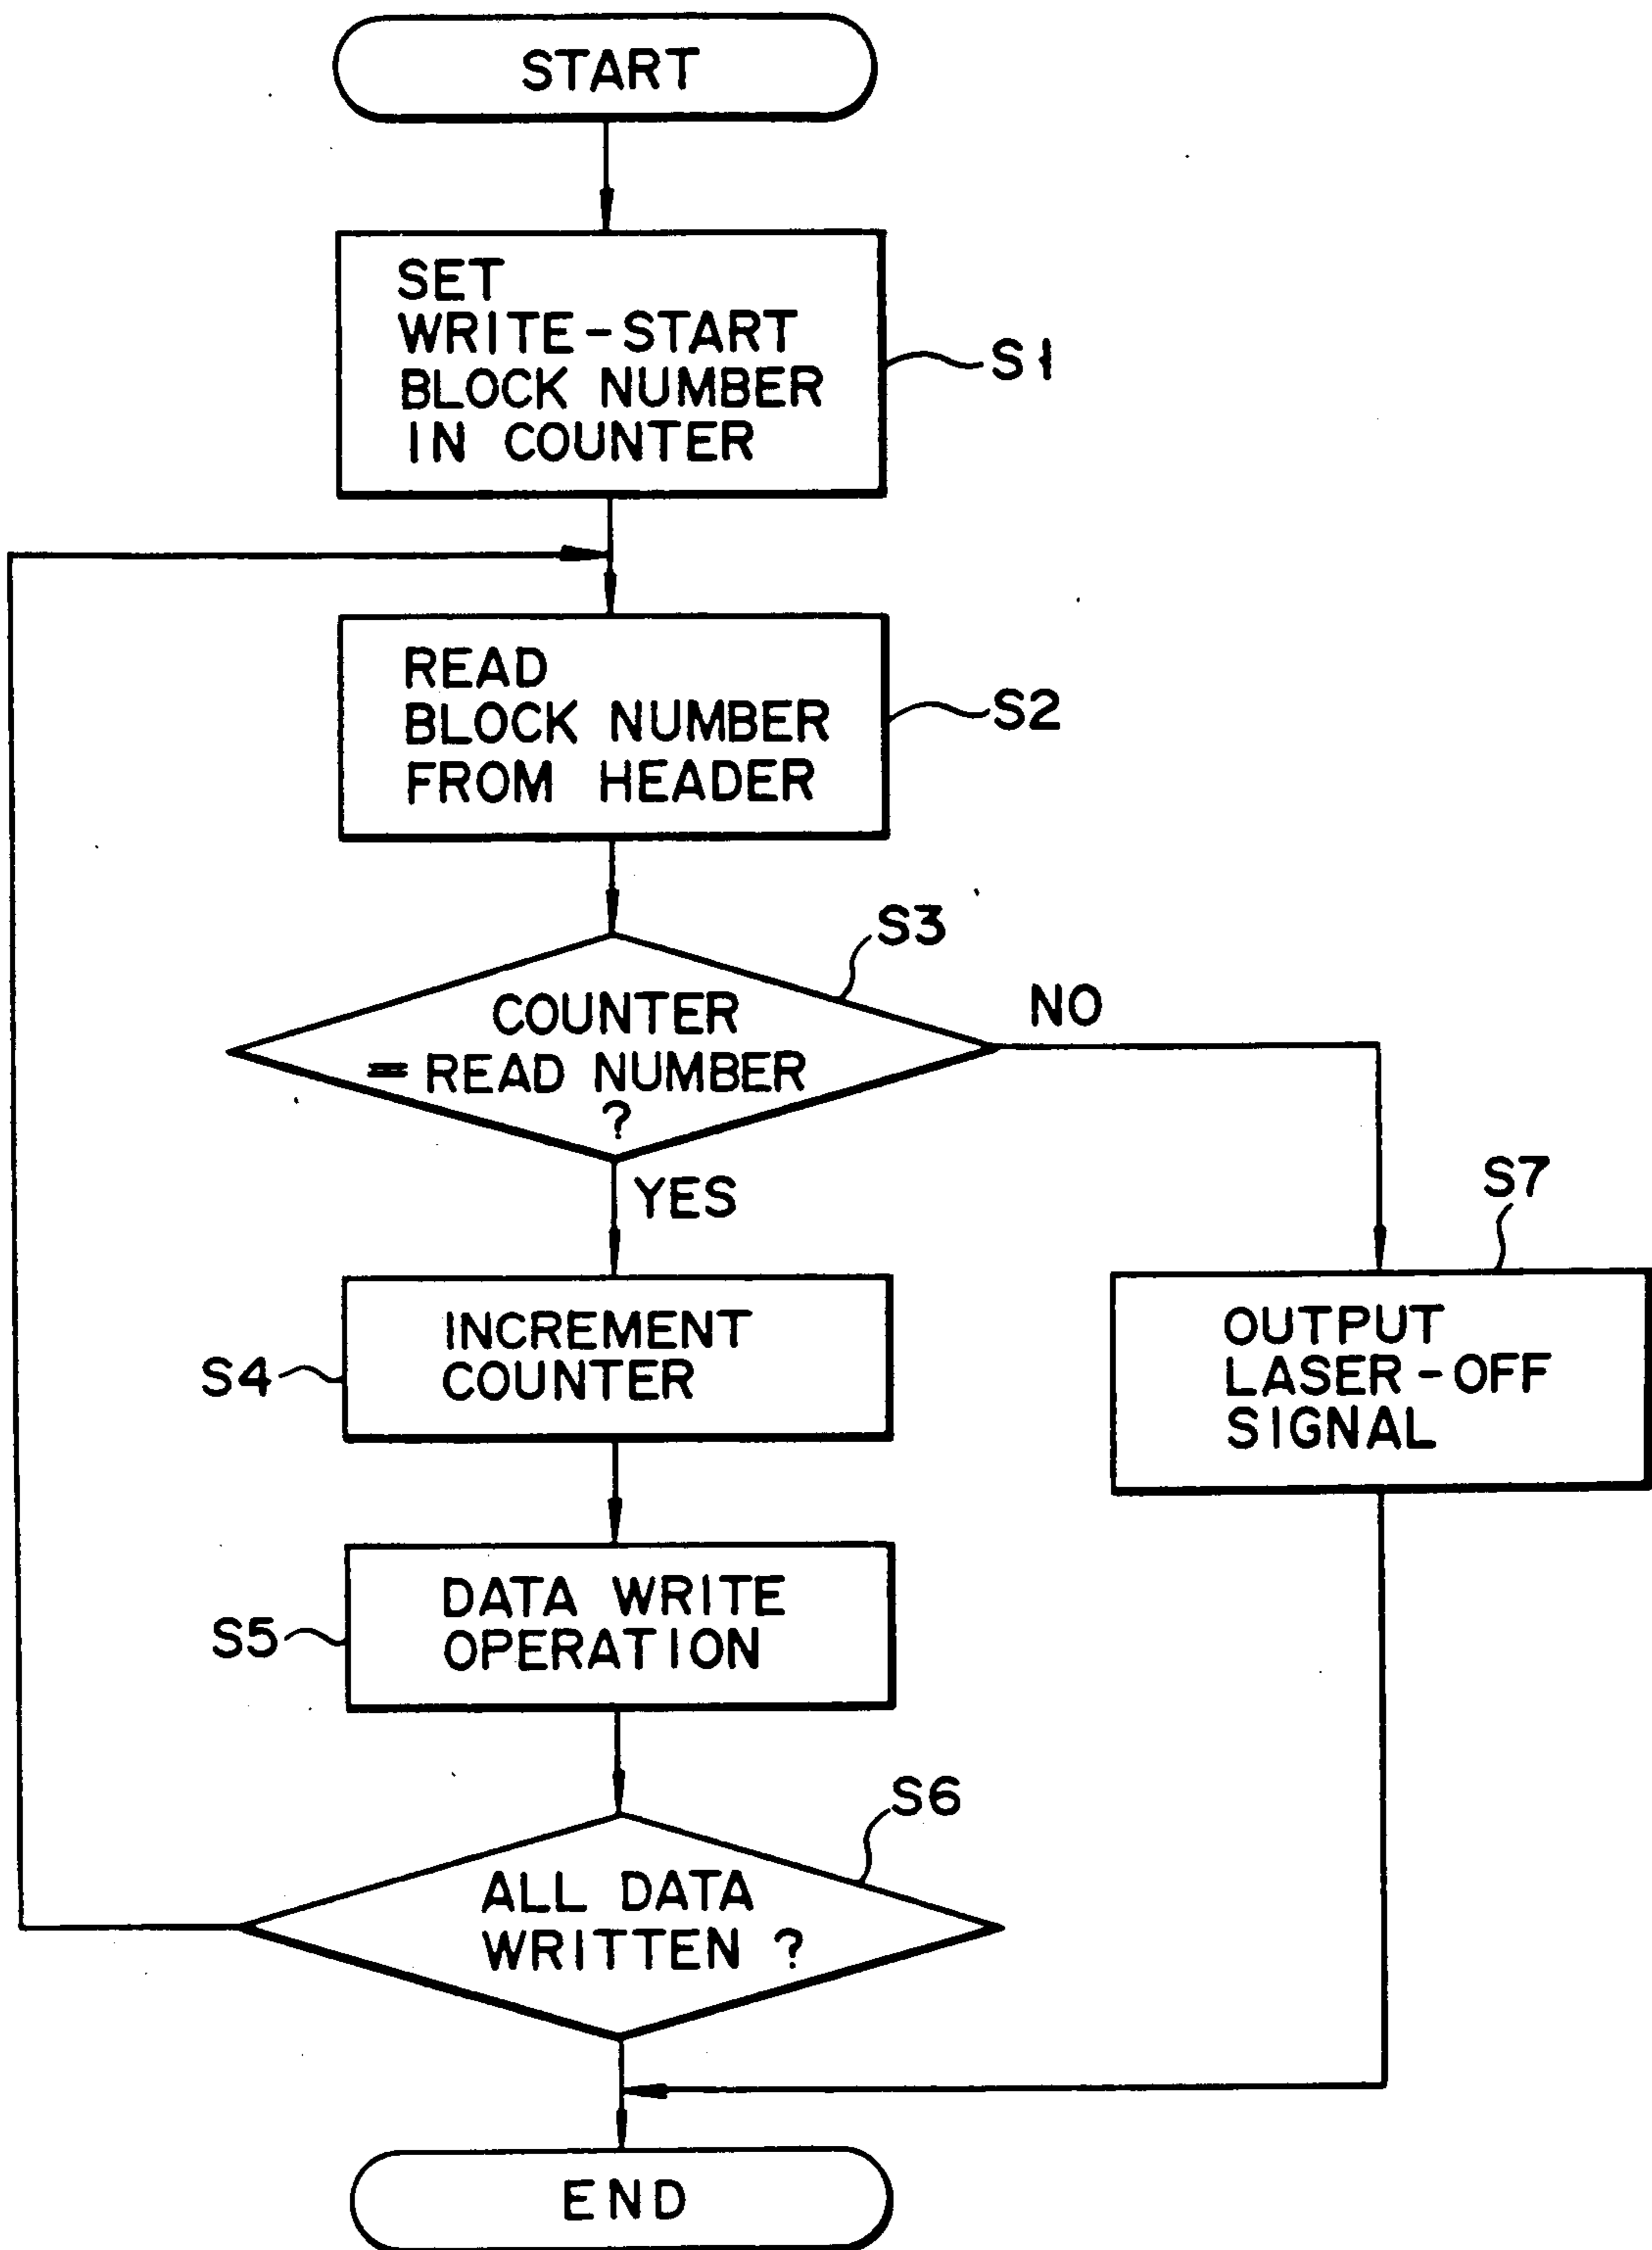 START
SET
WRITE-START
BLOCK NUMBER
IN COUNTER
S1
READ
BLOCK NUMBER
FROM HEADER
S2
S3
COUNTER
= READ NUMBER
?
NO
YES
S7
INCREMENT
COUNTER
S4
OUTPUT
LASER-OFF
SIGNAL
DATA WRITE
OPERATION
S5
S6
ALL DATA
WRITTEN ?
END